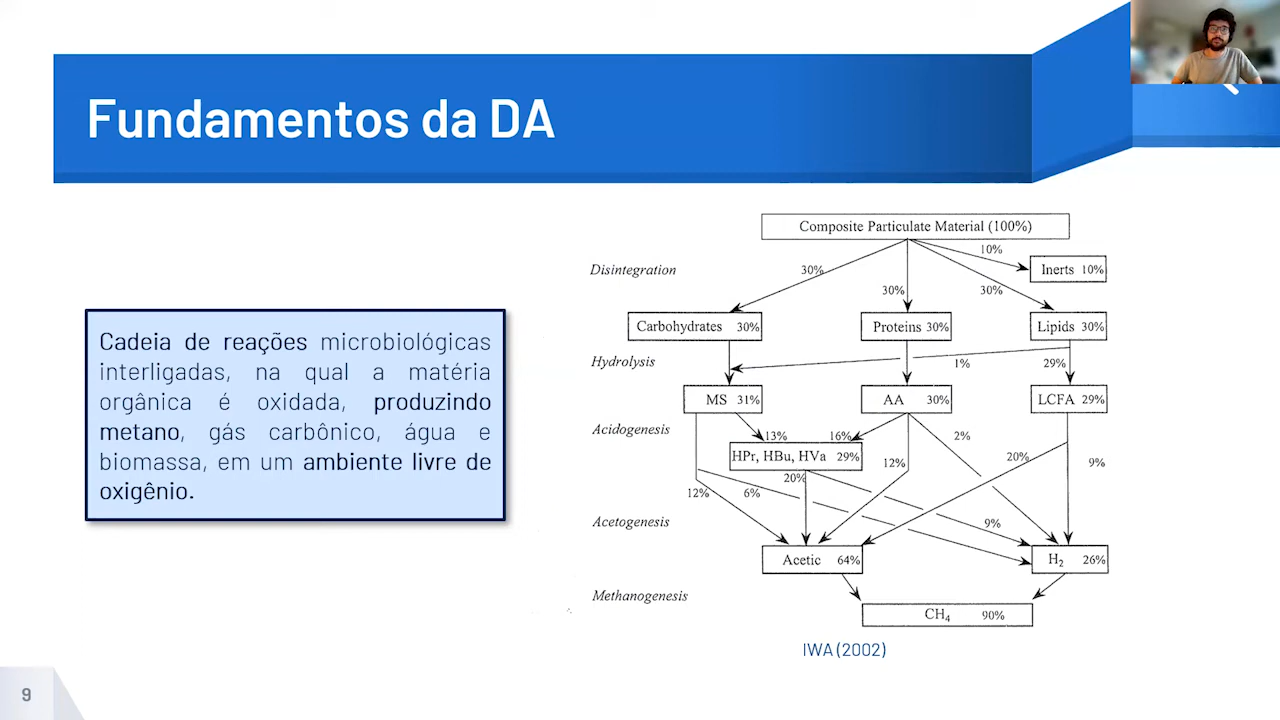 Fundamentos da DA
Cadeia de reações microbiológicas
interligadas, na qual a matéria
orgânica é oxidada, produzindo
metano, gás carbônico, água e
biomassa, em um ambiente livre de
oxigênio.
Composite Particulate Material (100%)
10%
Disintegration
30%
Inerts 10%
30%
30%
Carbohydrates 30%
Proteins 30%
Lipids 30%
Hydrolysis
1%
29%
MS 31%
AA 30%
LCFA 29%
Acidogenesis
13%
16%
2%
HPr, HBu, HVa 29%
20%
12%
9%
20%
12%
6%
Acetogenesis
9%
Acetic 64%
H₂ 26%
Methanogenesis
CH₄ 90%
IWA (2002)
9